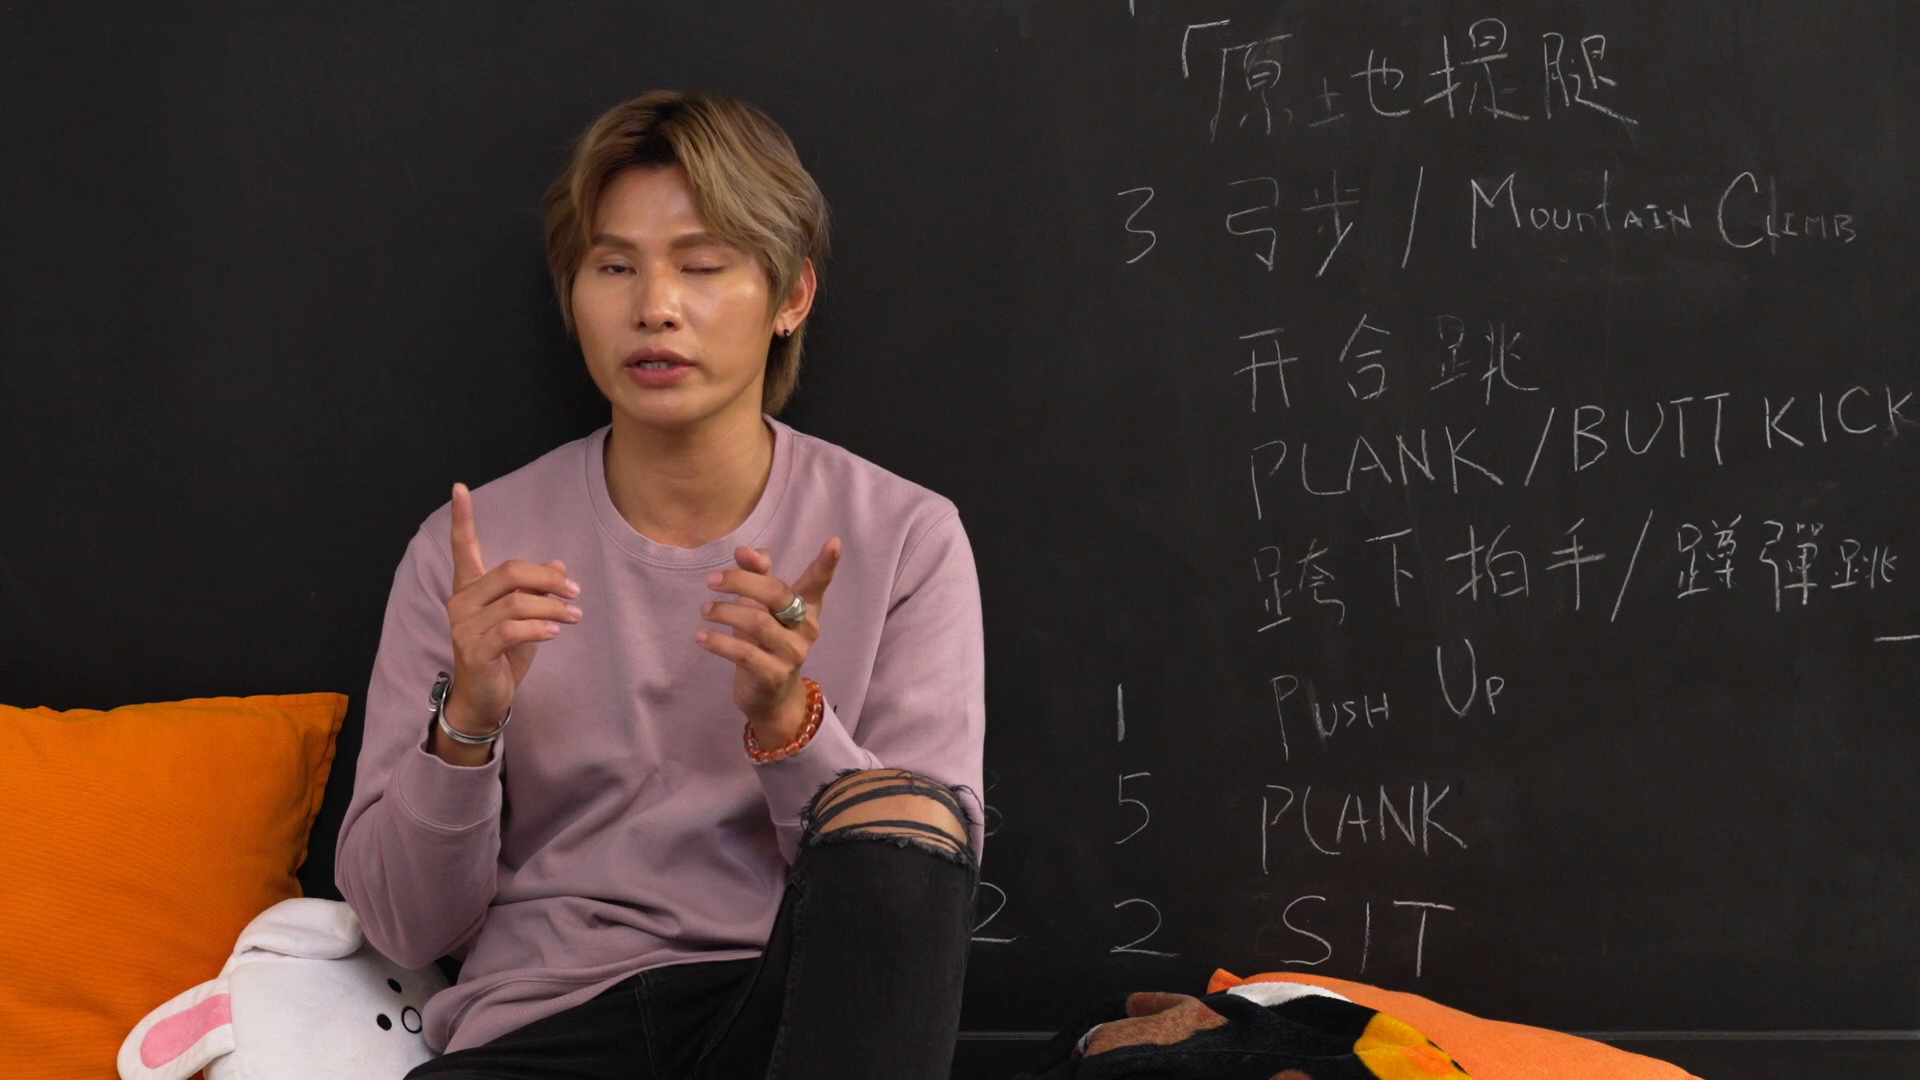 「原地提腿
3 弓步 / MOUNTAIN CLIMB
开合跳
PLANK / BUTT KICK
跨下拍手 / 蹲彈跳
1 PUSH UP
5 PLANK
2 2 SIT